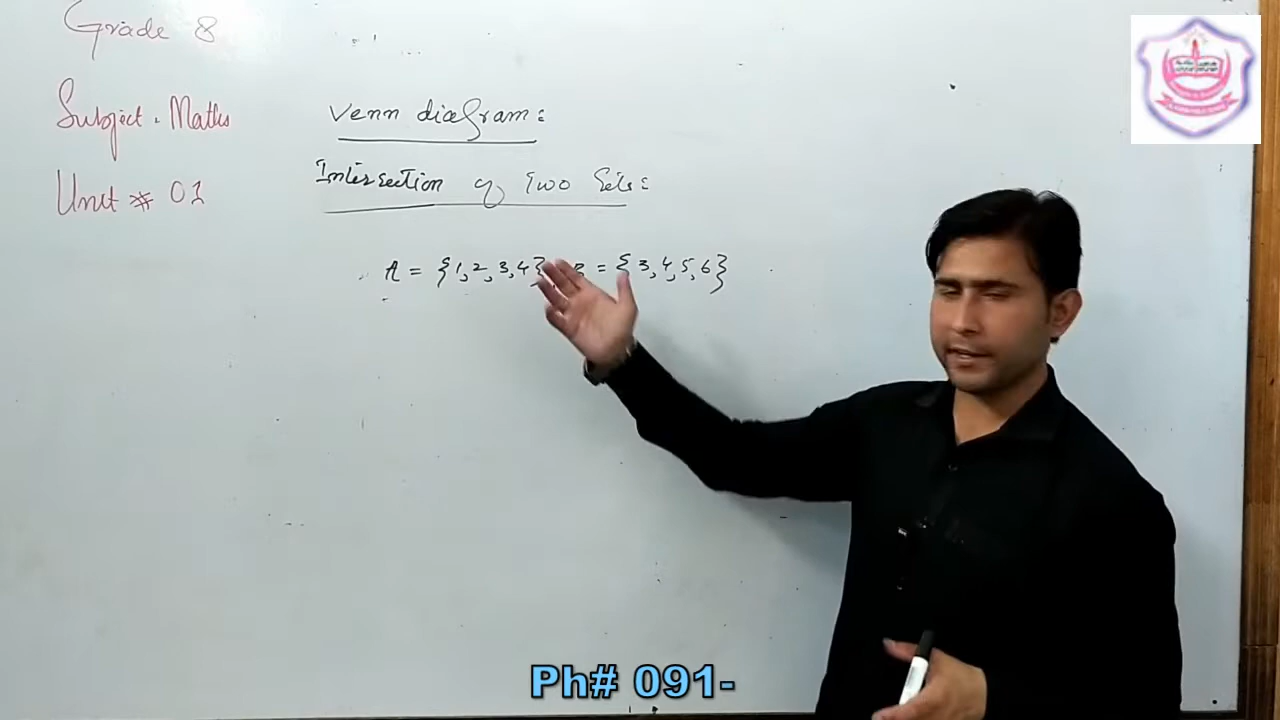 Grade 8
Subject. Maths
Unit # 01
Venn diagram:
Intersection of two Sets:
A = {1,2,3,4} B = {3,4,5,6}
Ph# 091-